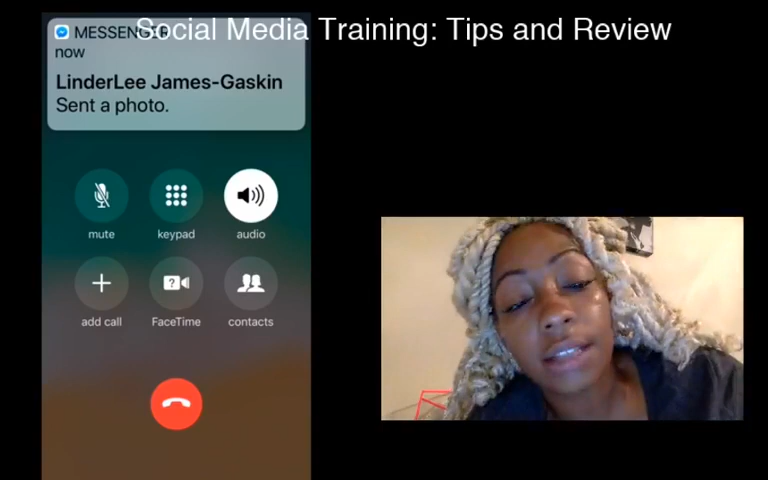 Social Media Training: Tips and Review
MESSENGER
now
LinderLee James-Gaskin
Sent a photo.
mute
keypad
audio
add call
FaceTime
contacts